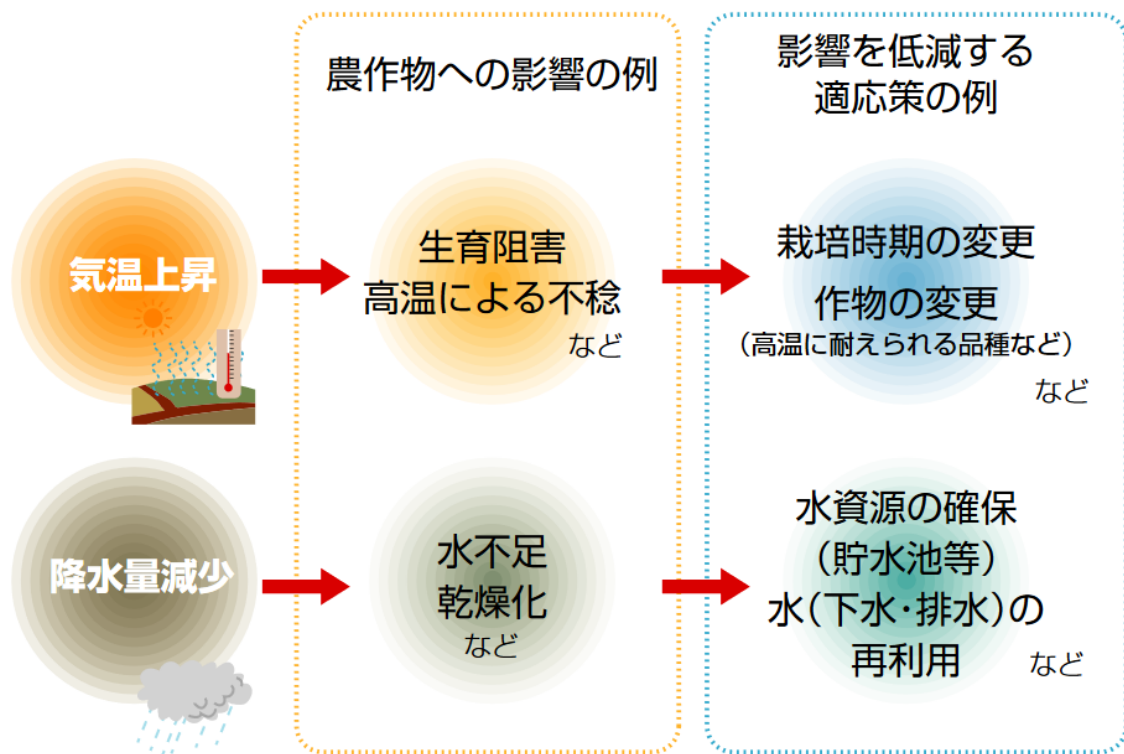 農作物への影響の例
影響を低減する
適応策の例
気温上昇
生育阻害
高温による不稔
など
栽培時期の変更
作物の変更
(高温に耐えられる品種など)
など
降水量減少
水不足
乾燥化
など
水資源の確保
(貯水池等)
水(下水・排水)の
再利用
など